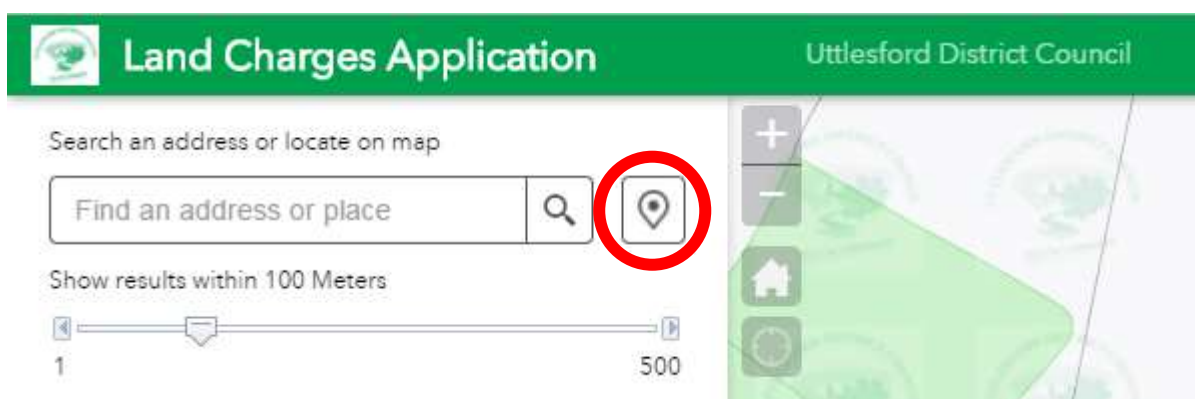 Land Charges Application
Uttlesford District Council
Search an address or locate on map
Find an address or place
Show results within 100 Meters
1
500